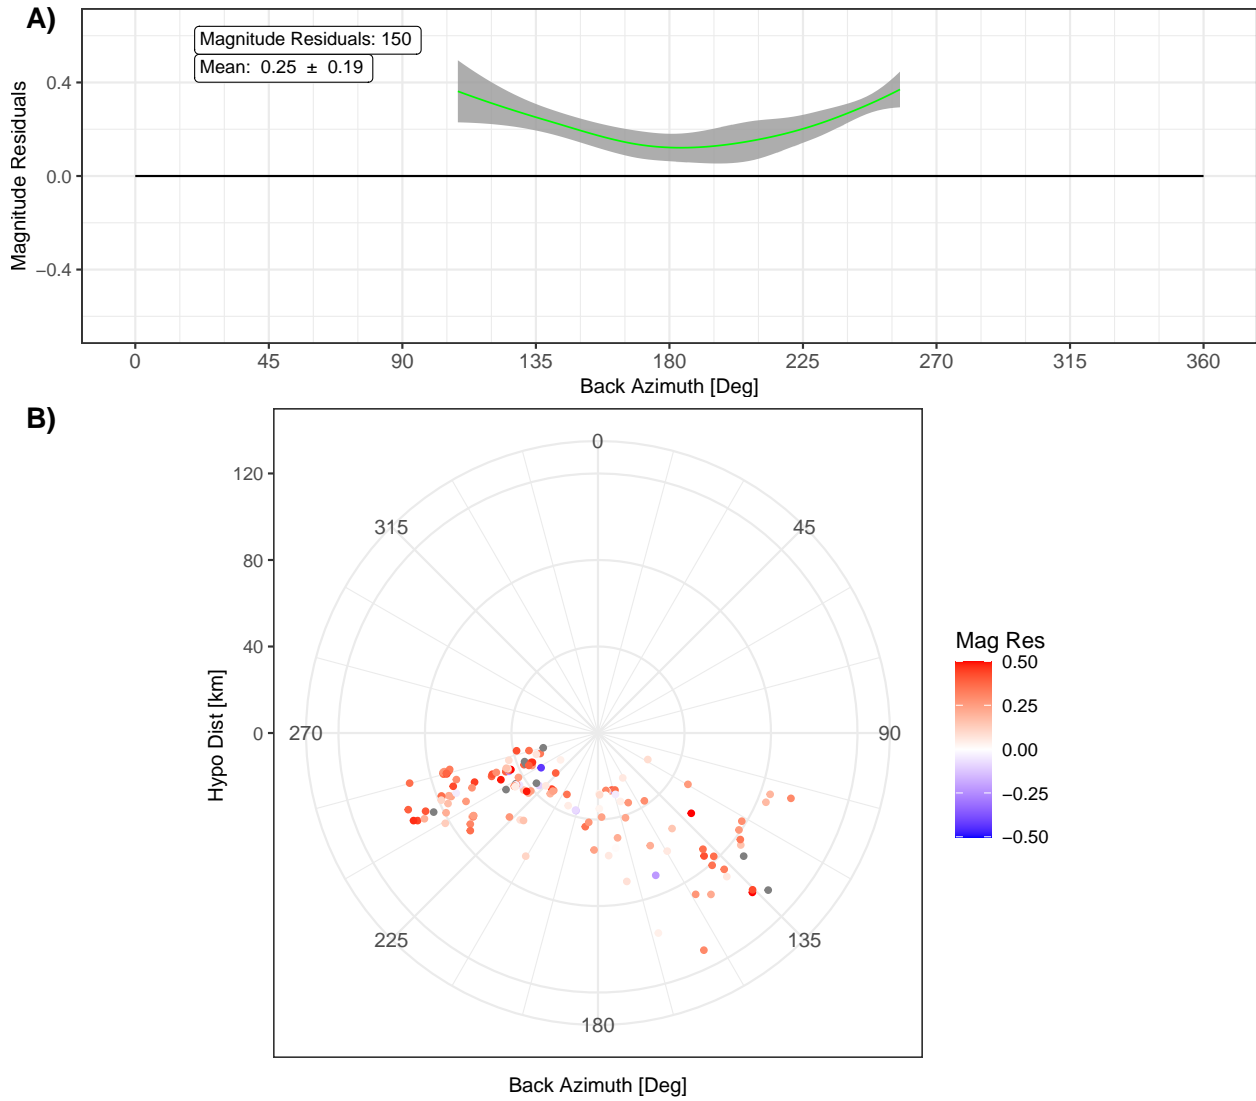 A)
Magnitude Residuals: 150
Mean:  0.25  ±  0.19
Magnitude Residuals
0.4
0.0
−0.4
0 45 90 135 180 225 270 315 360
Back Azimuth [Deg]
B)
Hypo Dist [km]
120
80
40
0
0
45
90
135
180
225
270
315
Back Azimuth [Deg]
Mag Res
0.50
0.25
0.00
−0.25
−0.50